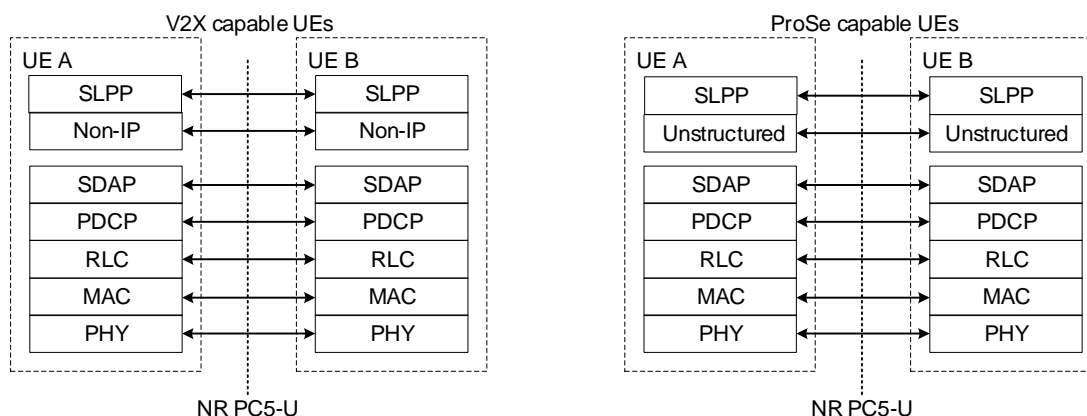 V2X capable UEs
UE A
UE B
SLPP
SLPP
Non-IP
Non-IP
SDAP
SDAP
PDCP
PDCP
RLC
RLC
MAC
MAC
PHY
PHY
NR PC5-U
ProSe capable UEs
UE A
UE B
SLPP
SLPP
Unstructured
Unstructured
SDAP
SDAP
PDCP
PDCP
RLC
RLC
MAC
MAC
PHY
PHY
NR PC5-U